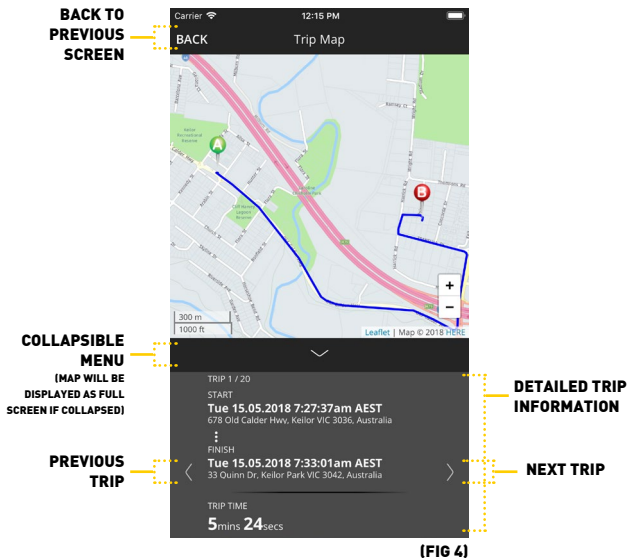 BACK TO
PREVIOUS
SCREEN
Carrier
12:15 PM
BACK
Trip Map
A
B
+
−
300 m
1000 ft
Leaflet | Map © 2018 HERE
COLLAPSIBLE
MENU
(MAP WILL BE
DISPLAYED AS FULL
SCREEN IF COLLAPSED)
TRIP 1 / 20
START
Tue 15.05.2018 7:27:37am AEST
678 Old Calder Hwy, Keilor VIC 3036, Australia
FINISH
Tue 15.05.2018 7:33:01am AEST
33 Quinn Dr, Keilor Park VIC 3042, Australia
TRIP TIME
5mins 24secs
PREVIOUS
TRIP
DETAILED TRIP
INFORMATION
NEXT TRIP
(FIG 4)